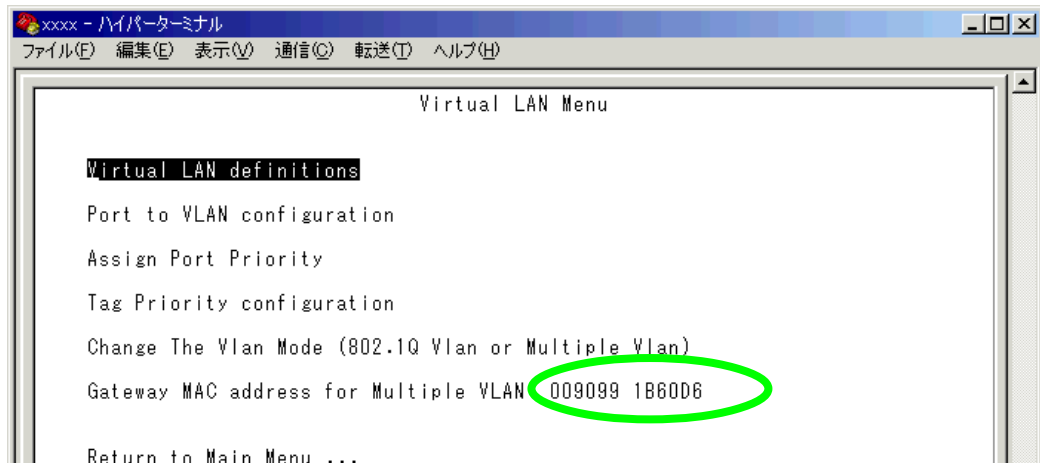 xxxx - ハイパーターミナル
ファイル(F) 編集(E) 表示(V) 通信(C) 転送(T) ヘルプ(H)
Virtual LAN Menu
Virtual LAN definitions
Port to VLAN configuration
Assign Port Priority
Tag Priority configuration
Change The Vlan Mode (802.1Q Vlan or Multiple Vlan)
Gateway MAC address for Multiple VLAN 009099 1B60D6
Return to Main Menu ...